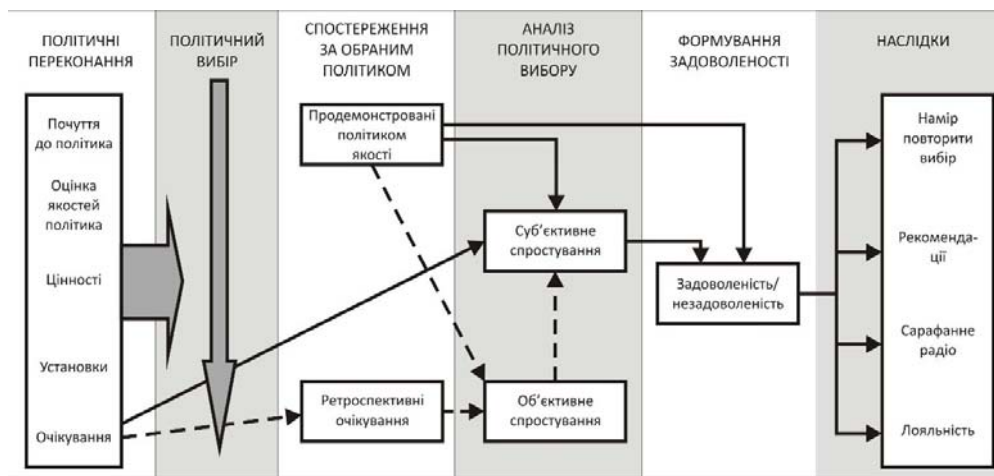 ПОЛІТИЧНІ
ПЕРЕКОНАННЯ
ПОЛІТИЧНИЙ
ВИБІР
СПОСТЕРЕЖЕННЯ
ЗА ОБРАНИМ
ПОЛІТИКОМ
АНАЛІЗ
ПОЛІТИЧНОГО
ВИБОРУ
ФОРМУВАННЯ
ЗАДОВОЛЕНОСТІ
НАСЛІДКИ
Почуття
до політика
Оцінка
якостей
політика
Цінності
Установки
Очікування
Продемонстровані
політиком
якості
Ретроспективні
очікування
Суб’єктивне
спростування
Об’єктивне
спростування
Задоволеність/
незадоволеність
Намір
повторити
вибір
Рекоменда-
ції
Сарафанне
радіо
Лояльність